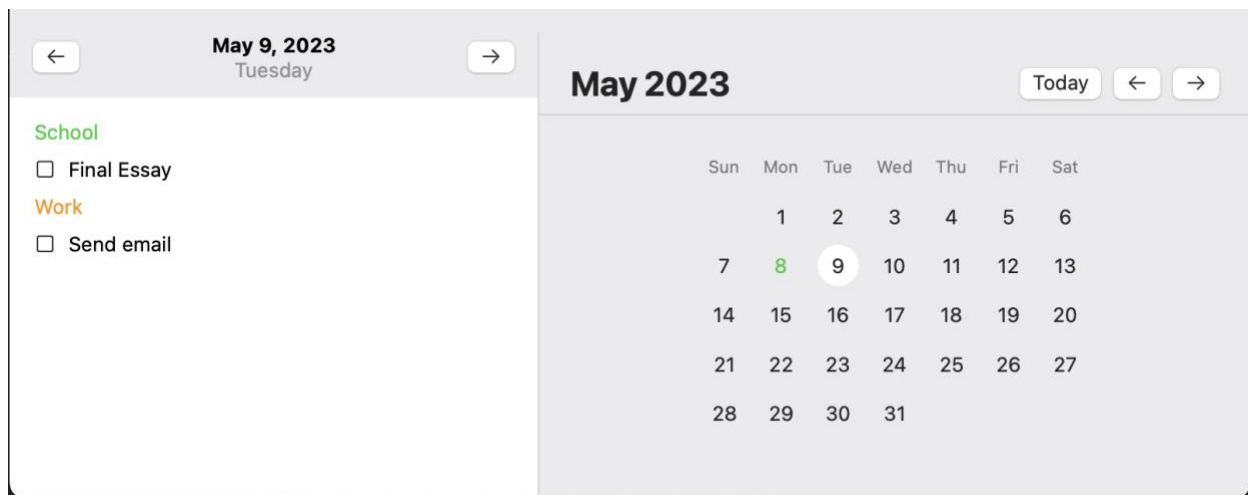 ← May 9, 2023 →
Tuesday
School
Final Essay
Work
Send email
May 2023
Today ← →
Sun Mon Tue Wed Thu Fri Sat
1 2 3 4 5 6
7 8 9 10 11 12 13
14 15 16 17 18 19 20
21 22 23 24 25 26 27
28 29 30 31